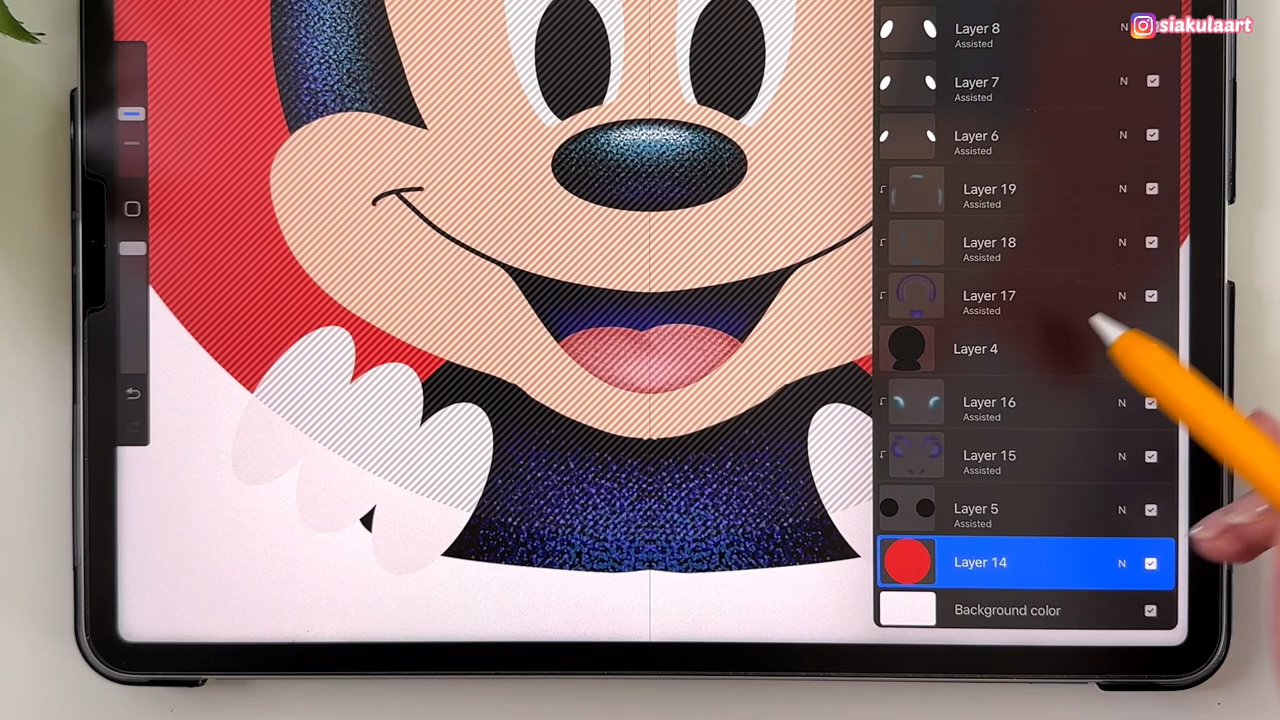 siakulaart
Layer 8
N
Assisted
Layer 7
N
Assisted
Layer 6
N
Assisted
Layer 19
N
Assisted
Layer 18
N
Assisted
Layer 17
N
Assisted
Layer 4
Layer 16
N
Assisted
Layer 15
N
Assisted
Layer 5
N
Assisted
Layer 14
N
Background color